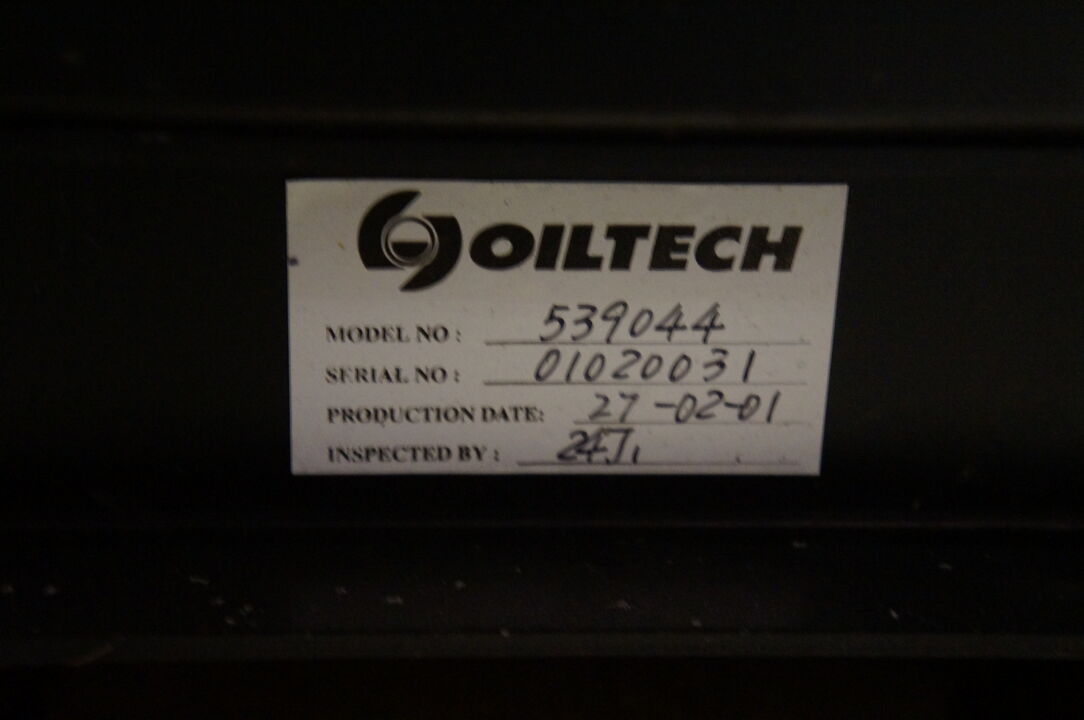 OILTECH
MODEL NO : 539044
SERIAL NO : 01020031
PRODUCTION DATE: 27-02-01
INSPECTED BY :